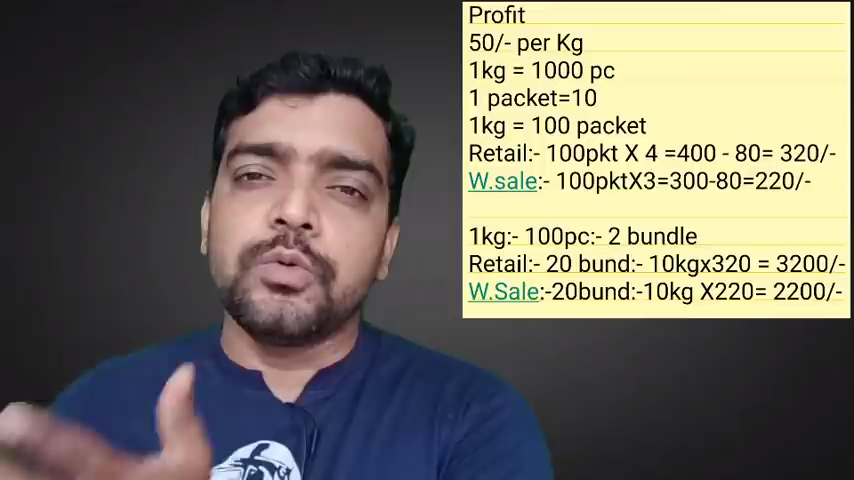 Profit
50/- per Kg
1kg = 1000 pc
1 packet=10
1kg = 100 packet
Retail:- 100pkt X 4 =400 - 80= 320/-
W.sale:- 100pktX3=300-80=220/-
1kg:- 100pc:- 2 bundle
Retail:- 20 bund:- 10kgx320 = 3200/-
W.Sale:-20bund:-10kg X220= 2200/-